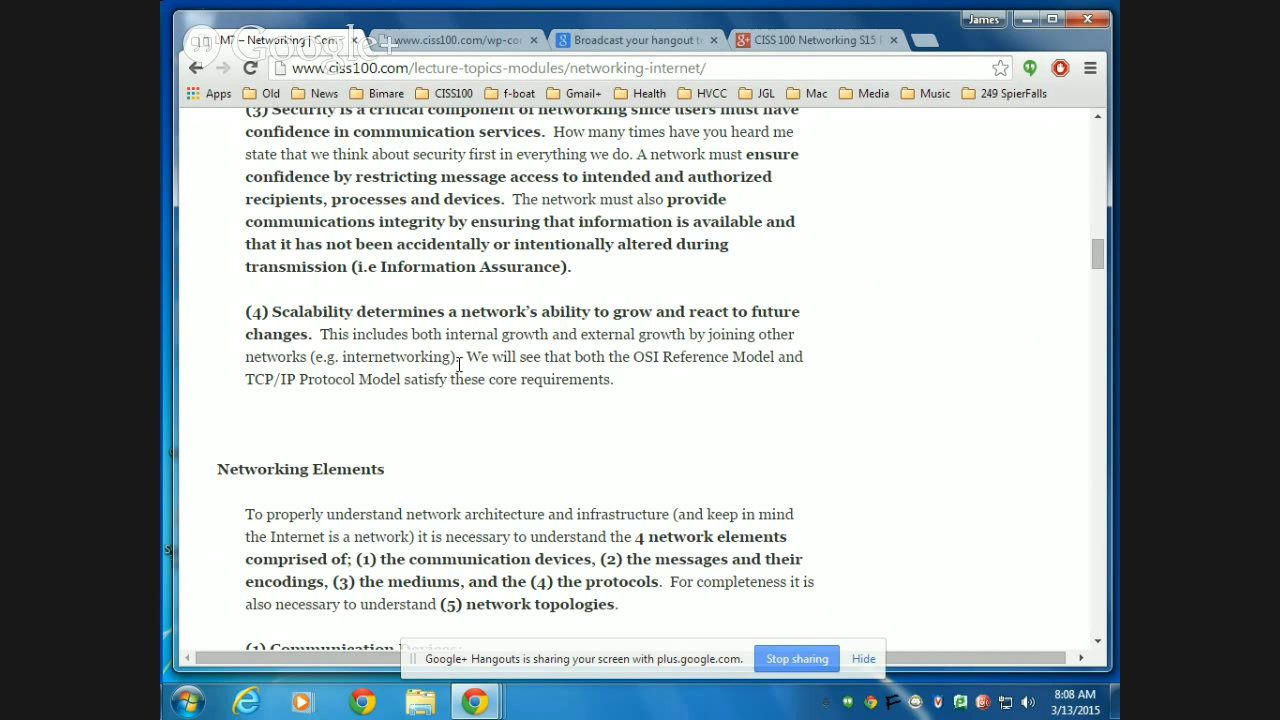 James
LM7 – Networking | Com
Google+
www.ciss100.com/wp-co
Broadcast your hangout t
CISS 100 Networking S15
www.ciss100.com/lecture-topics-modules/networking-internet/
Apps Old News Bimare CISS100 f-boat Gmail+ Health HVCC JGL Mac Media Music 249 SpierFalls
(3) Security is a critical component of networking since users must have
confidence in communication services. How many times have you heard me
state that we think about security first in everything we do. A network must ensure
confidence by restricting message access to intended and authorized
recipients, processes and devices. The network must also provide
communications integrity by ensuring that information is available and
that it has not been accidentally or intentionally altered during
transmission (i.e Information Assurance).
(4) Scalability determines a network's ability to grow and react to future
changes. This includes both internal growth and external growth by joining other
networks (e.g. internetworking). We will see that both the OSI Reference Model and
TCP/IP Protocol Model satisfy these core requirements.
Networking Elements
To properly understand network architecture and infrastructure (and keep in mind
the Internet is a network) it is necessary to understand the 4 network elements
comprised of; (1) the communication devices, (2) the messages and their
encodings, (3) the mediums, and the (4) the protocols. For completeness it is
also necessary to understand (5) network topologies.
(1) Communication Devices:
Google+ Hangouts is sharing your screen with plus.google.com. Stop sharing Hide
8:08 AM
3/13/2015